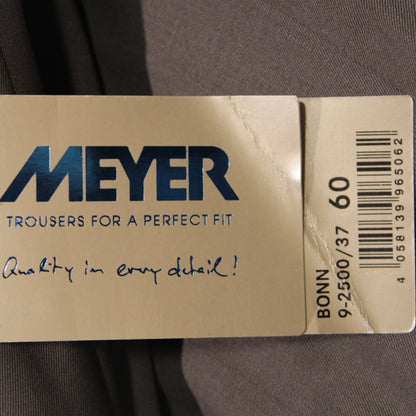 MEYER
TROUSERS FOR A PERFECT FIT
Quality in every detail!
BONN
9-2500/37 60
4 058139 965062